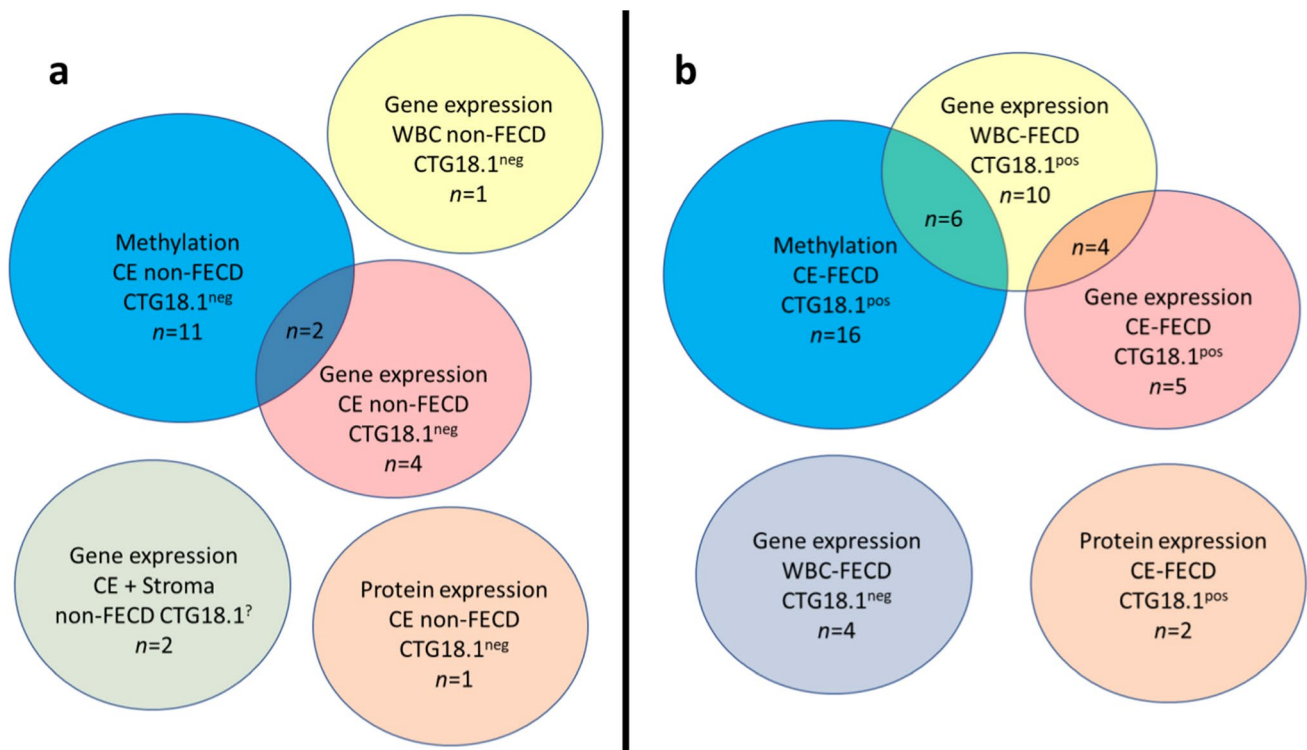 a
Gene expression
WBC non-FECD
CTG18.1neg
n=1
Methylation
CE non-FECD
CTG18.1neg
n=11
n=2
Gene expression
CE non-FECD
CTG18.1neg
n=4
Gene expression
CE + Stroma
non-FECD CTG18.1?
n=2
Protein expression
CE non-FECD
CTG18.1neg
n=1
b
Gene expression
WBC-FECD
CTG18.1pos
n=10
n=6
n=4
Methylation
CE-FECD
CTG18.1pos
n=16
Gene expression
CE-FECD
CTG18.1pos
n=5
Gene expression
WBC-FECD
CTG18.1neg
n=4
Protein expression
CE-FECD
CTG18.1pos
n=2